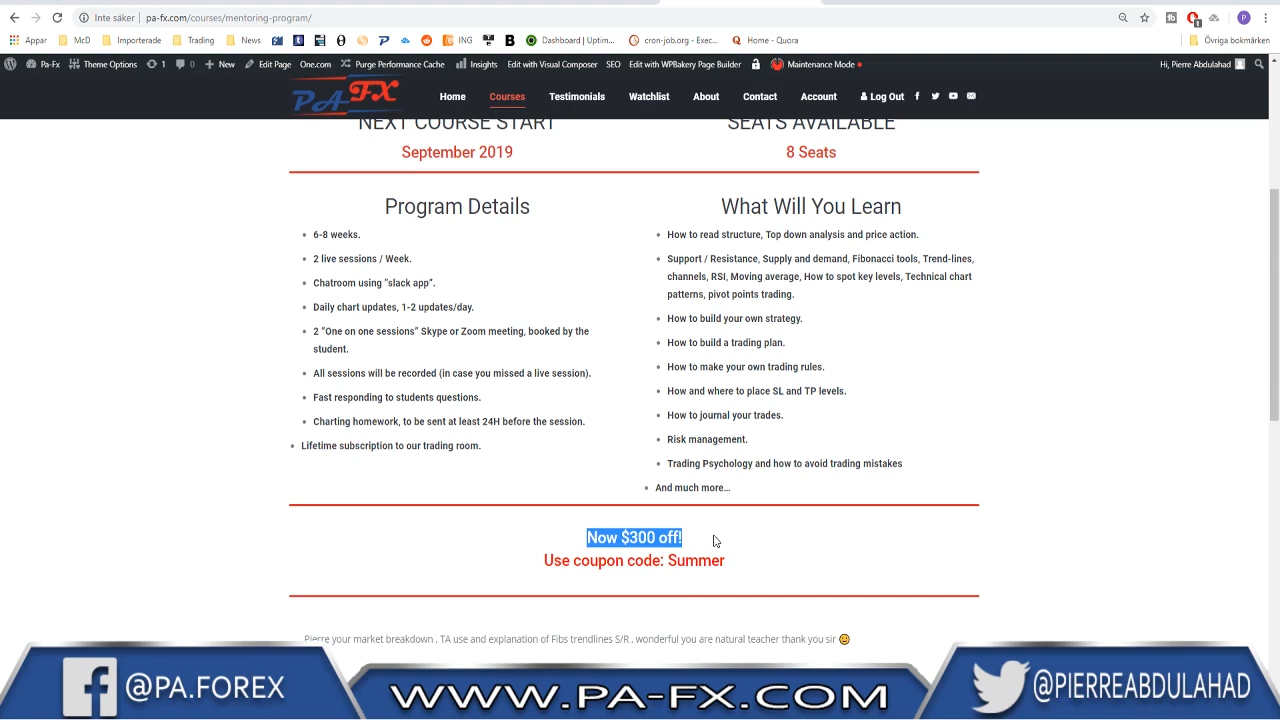 Inte säker | pa-fx.com/courses/mentoring-program/
Appar McD Importerade Trading News ING Dashboard | Uptim... cron-job.org - Exec... Home - Quora Övriga bokmärken
Pa-Fx Theme Options 1 0 New Edit Page One.com Purge Performance Cache Insights Edit with Visual Composer SEO Edit with WPBakery Page Builder Maintenance Mode Hi, Pierre Abdulahad
PA-FX Home Courses Testimonials Watchlist About Contact Account Log Out
NEXT COURSE START
September 2019
SEATS AVAILABLE
8 Seats
Program Details
6-8 weeks.
2 live sessions / Week.
Chatroom using "slack app".
Daily chart updates, 1-2 updates/day.
2 "One on one sessions" Skype or Zoom meeting, booked by the
student.
All sessions will be recorded (in case you missed a live session).
Fast responding to students questions.
Charting homework, to be sent at least 24H before the session.
Lifetime subscription to our trading room.
What Will You Learn
How to read structure, Top down analysis and price action.
Support / Resistance, Supply and demand, Fibonacci tools, Trend-lines,
channels, RSI, Moving average, How to spot key levels, Technical chart
patterns, pivot points trading.
How to build your own strategy.
How to build a trading plan.
How to make your own trading rules.
How and where to place SL and TP levels.
How to journal your trades.
Risk management.
Trading Psychology and how to avoid trading mistakes
And much more...
Now $300 off!
Use coupon code: Summer
Pierre your market breakdown , TA use and explanation of Fibs trendlines S/R , wonderful you are natural teacher thank you sir
@PA.FOREX
WWW.PA-FX.COM
@PIERREABDULAHAD